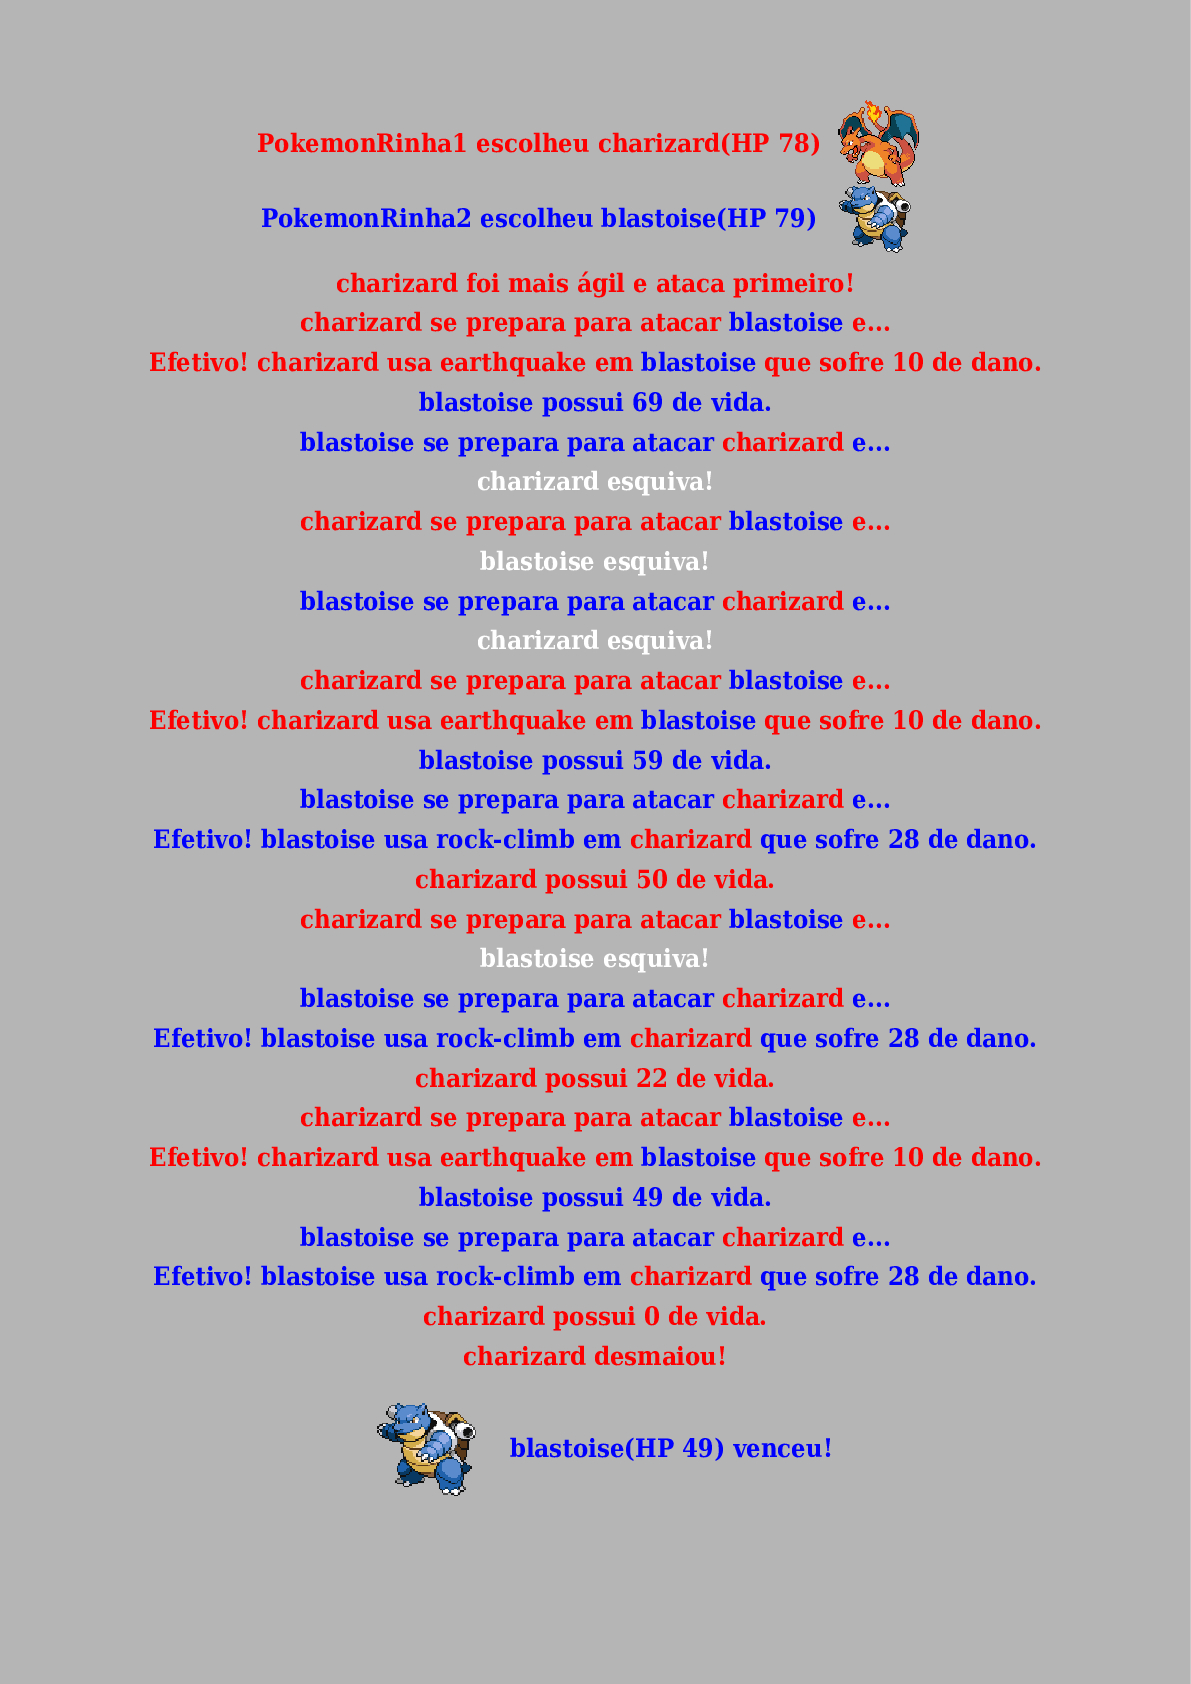 PokemonRinha1 escolheu charizard(HP 78)
PokemonRinha2 escolheu blastoise(HP 79)
charizard foi mais ágil e ataca primeiro!
charizard se prepara para atacar blastoise e...
Efetivo! charizard usa earthquake em blastoise que sofre 10 de dano.
blastoise possui 69 de vida.
blastoise se prepara para atacar charizard e...
charizard esquiva!
charizard se prepara para atacar blastoise e...
blastoise esquiva!
blastoise se prepara para atacar charizard e...
charizard esquiva!
charizard se prepara para atacar blastoise e...
Efetivo! charizard usa earthquake em blastoise que sofre 10 de dano.
blastoise possui 59 de vida.
blastoise se prepara para atacar charizard e...
Efetivo! blastoise usa rock-climb em charizard que sofre 28 de dano.
charizard possui 50 de vida.
charizard se prepara para atacar blastoise e...
blastoise esquiva!
blastoise se prepara para atacar charizard e...
Efetivo! blastoise usa rock-climb em charizard que sofre 28 de dano.
charizard possui 22 de vida.
charizard se prepara para atacar blastoise e...
Efetivo! charizard usa earthquake em blastoise que sofre 10 de dano.
blastoise possui 49 de vida.
blastoise se prepara para atacar charizard e...
Efetivo! blastoise usa rock-climb em charizard que sofre 28 de dano.
charizard possui 0 de vida.
charizard desmaiou!
blastoise(HP 49) venceu!